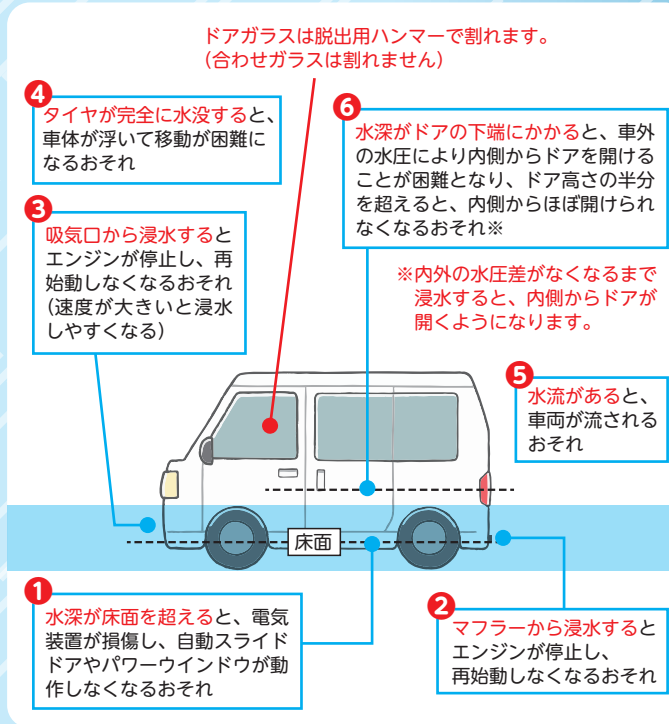 ドアガラスは脱出用ハンマーで割れます。
(合わせガラスは割れません)
4
タイヤが完全に水没すると、
車体が浮いて移動が困難に
なるおそれ
6
水深がドアの下端にかかると、車外
の水圧により内側からドアを開ける
ことが困難となり、ドア高さの半分
を超えると、内側からほぼ開けられ
なくなるおそれ※
3
吸気口から浸水すると
エンジンが停止し、再
始動しなくなるおそれ
(速度が大きいと浸水
しやすくなる)
※内外の水圧差がなくなるまで
浸水すると、内側からドアが
開くようになります。
5
水流があると、
車両が流される
おそれ
床面
1
水深が床面を超えると、電気
装置が損傷し、自動スライド
ドアやパワーウインドウが動
作しなくなるおそれ
2
マフラーから浸水すると
エンジンが停止し、
再始動しなくなるおそれ